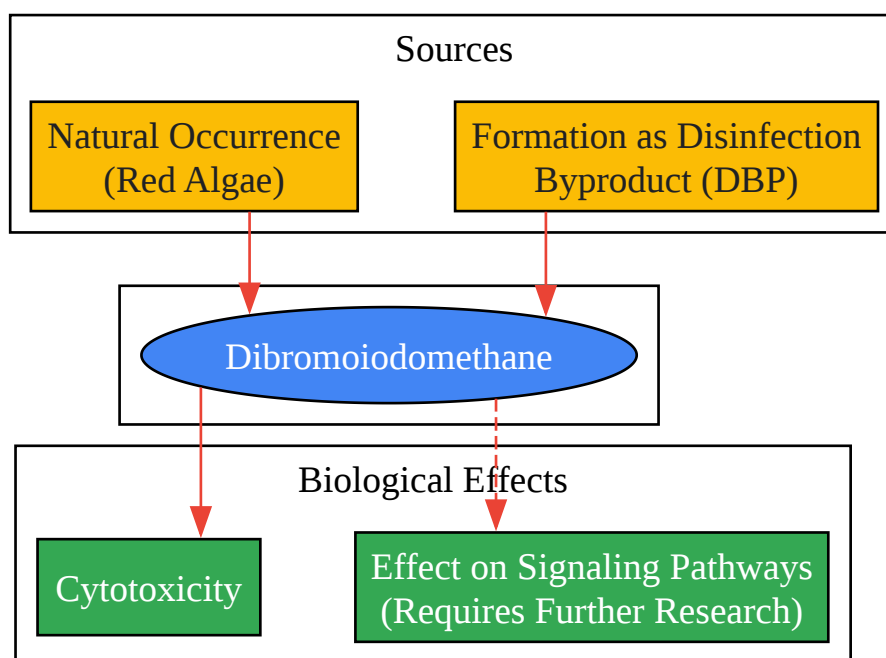 Sources
Natural Occurrence
(Red Algae)
Formation as Disinfection
Byproduct (DBP)
Dibromoiodomethane
Biological Effects
Cytotoxicity
Effect on Signaling Pathways
(Requires Further Research)